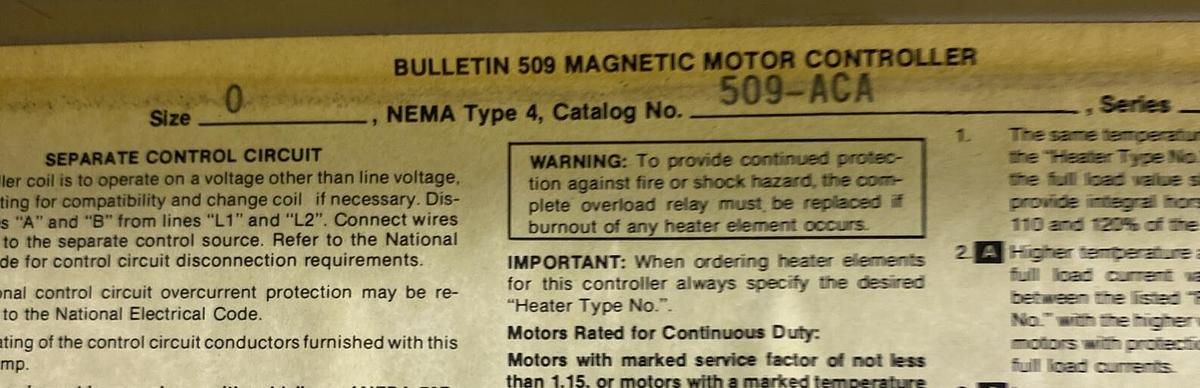 BULLETIN 509 MAGNETIC MOTOR CONTROLLER
Size 0, NEMA Type 4, Catalog No. 509-ACA, Series
SEPARATE CONTROL CIRCUIT
ler coil is to operate on a voltage other than line voltage,
ting for compatibility and change coil if necessary. Dis-
s "A" and "B" from lines "L1" and "L2". Connect wires
to the separate control source. Refer to the National
de for control circuit disconnection requirements.
onal control circuit overcurrent protection may be re-
to the National Electrical Code.
ating of the control circuit conductors furnished with this
mp.
WARNING: To provide continued protec-
tion against fire or shock hazard, the com-
plete overload relay must be replaced if
burnout of any heater element occurs.
IMPORTANT: When ordering heater elements
for this controller always specify the desired
"Heater Type No.".
Motors Rated for Continuous Duty:
Motors with marked service factor of not less
than 1.15, or motors with a marked temperature
1. The same temperatur
the "Heater Type No
the full load value s
provide integral hor
110 and 120% of the
2. A Higher temperature
full load current w
between the listed
No." with the higher
motors with protecti
full load currents.